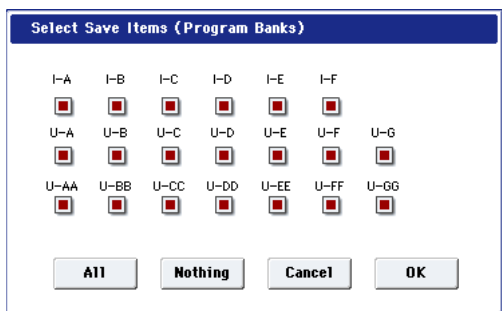 Select Save Items (Program Banks)
I-A I-B I-C I-D I-E I-F
U-A U-B U-C U-D U-E U-F U-G
U-AA U-BB U-CC U-DD U-EE U-FF U-GG
All Nothing Cancel OK